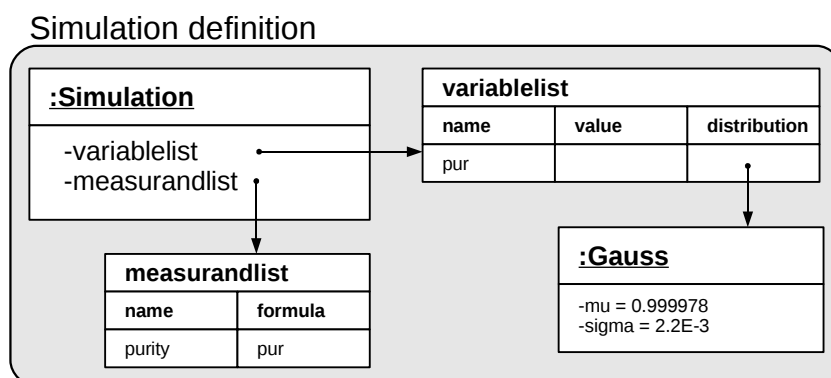 Simulation definition
:Simulation
-variablelist
-measurandlist
variablelist
name value distribution
pur
:Gauss
-mu = 0.999978
-sigma = 2.2E-3
measurandlist
name formula
purity pur